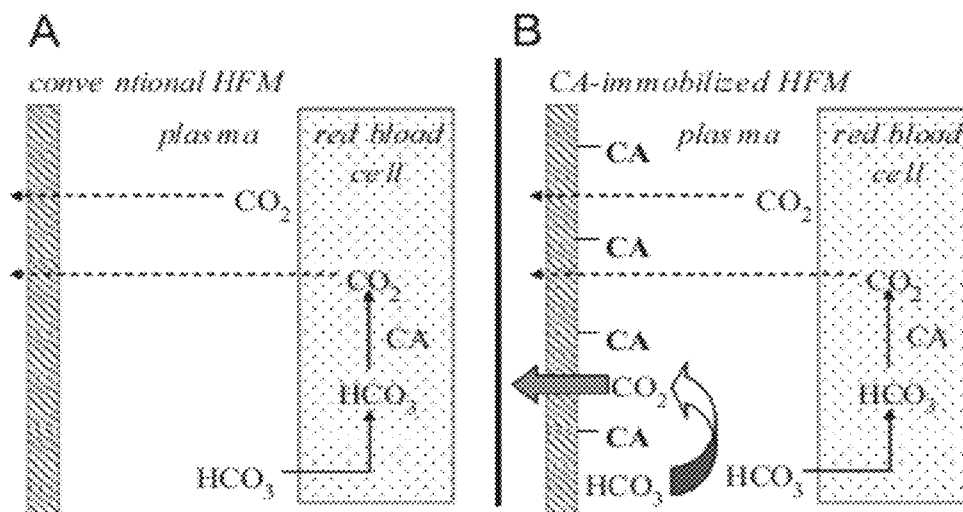 A
conventional HFM
plasma
red blood
cell
CO2
CO2
CA
HCO3
HCO3
B
CA-immobilized HFM
plasma
red blood
cell
CA
CO2
CA
CO2
CA
CA
CO2
HCO3
CA
HCO3
HCO3